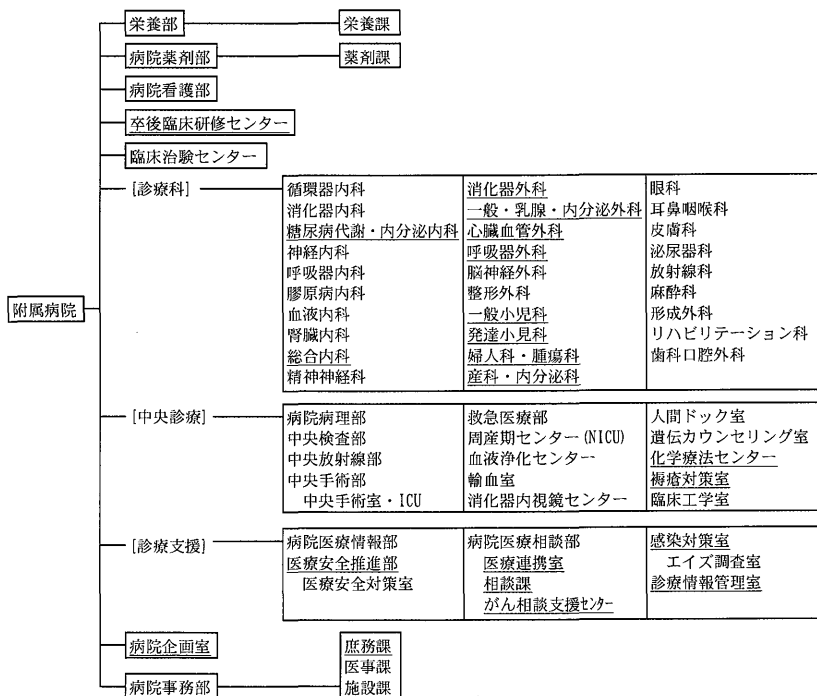 栄養部 栄養課
病院薬剤部 薬剤課
病院看護部
卒後臨床研修センター
臨床治験センター
附属病院
[診療科]
循環器内科
消化器内科
糖尿病代謝・内分泌内科
神経内科
呼吸器内科
膠原病内科
血液内科
腎臓内科
総合内科
精神神経科
消化器外科
一般・乳腺・内分泌外科
心臓血管外科
呼吸器外科
脳神経外科
整形外科
一般小児科
発達小見科
婦人科・腫瘍科
産科・内分泌科
眼科
耳鼻咽喉科
皮膚科
泌尿器科
放射線科
麻酔科
形成外科
リハビリテーション科
歯科口腔外科
[中央診療]
病院病理部
中央検査部
中央放射線部
中央手術部
中央手術室・ICU
救急医療部
周産期センター(NICU)
血液浄化センター
輸血室
消化器内視鏡センター
人間ドック室
遺伝カウンセリング室
化学療法センター
褥瘡対策室
臨床工学室
[診療支援]
病院医療情報部
医療安全推進部
医療安全対策室
病院医療相談部
医療連携室
相談課
がん相談支援センター
感染対策室
エイズ調査室
診療情報管理室
病院企画室
病院事務部
庶務課
医事課
施設課